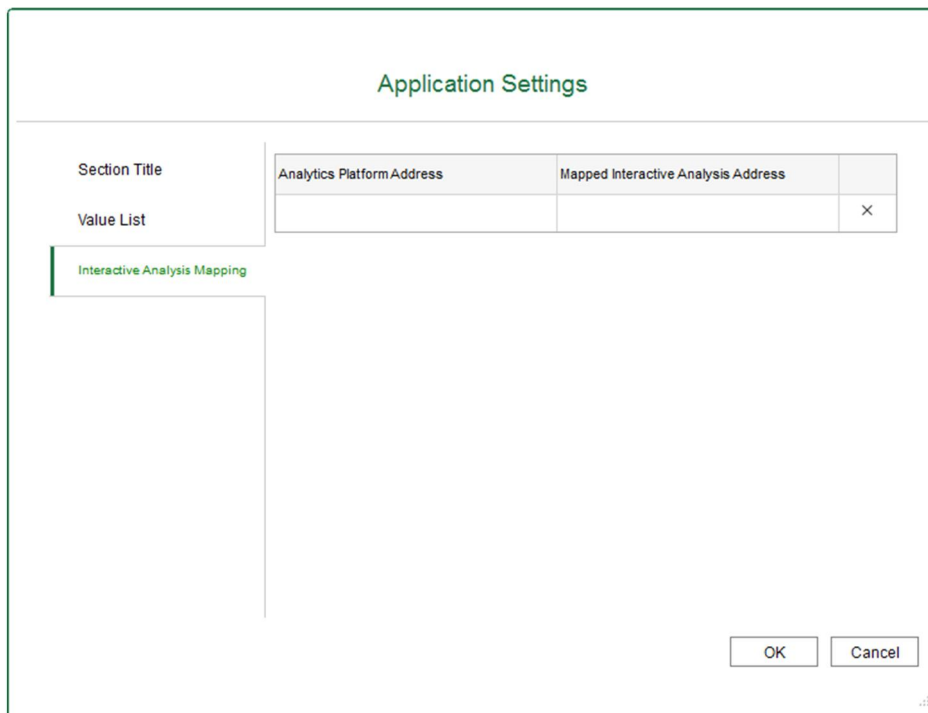 Application Settings
Section Title
Value List
Interactive Analysis Mapping
Analytics Platform Address
Mapped Interactive Analysis Address
OK
Cancel